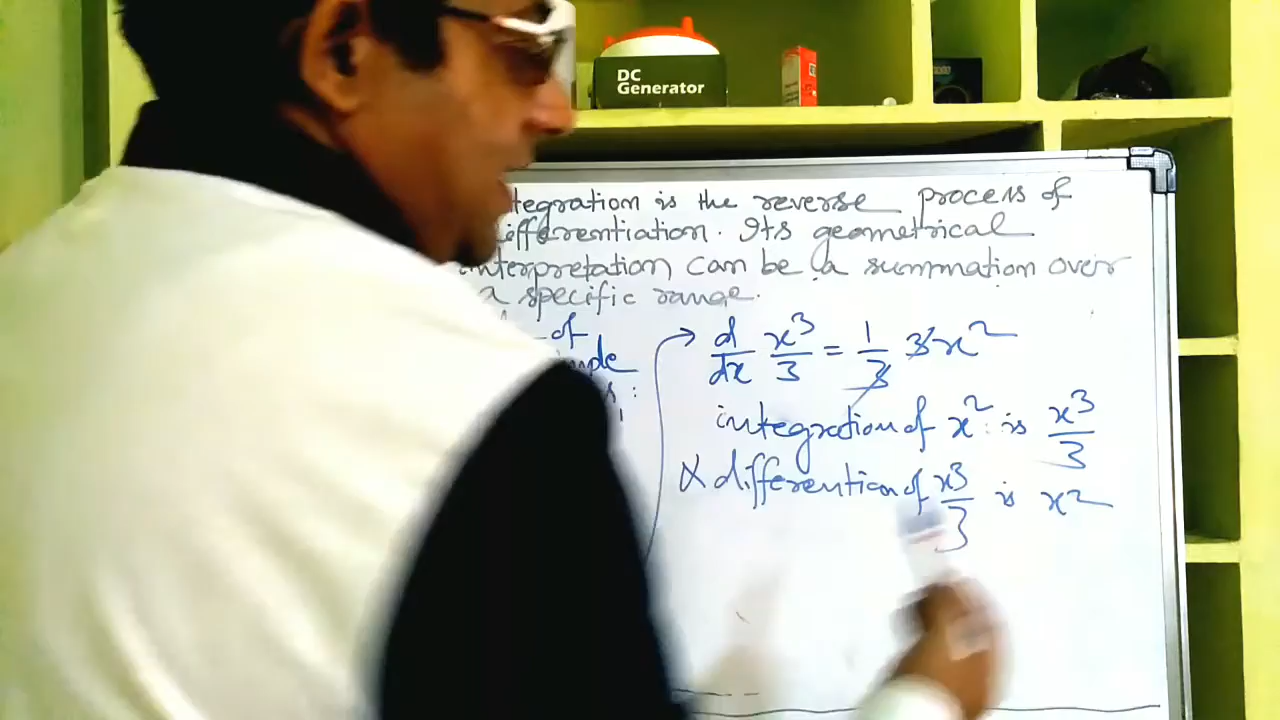 DC
Generator
tegration is the reverse process of
ifferentiation. Its geometrical
interpretation can be a summation over
a specific range.
of
d/dx x³/3 = 1/3 3x²
integration of x² is x³/3
& differention of x³/3 is x²